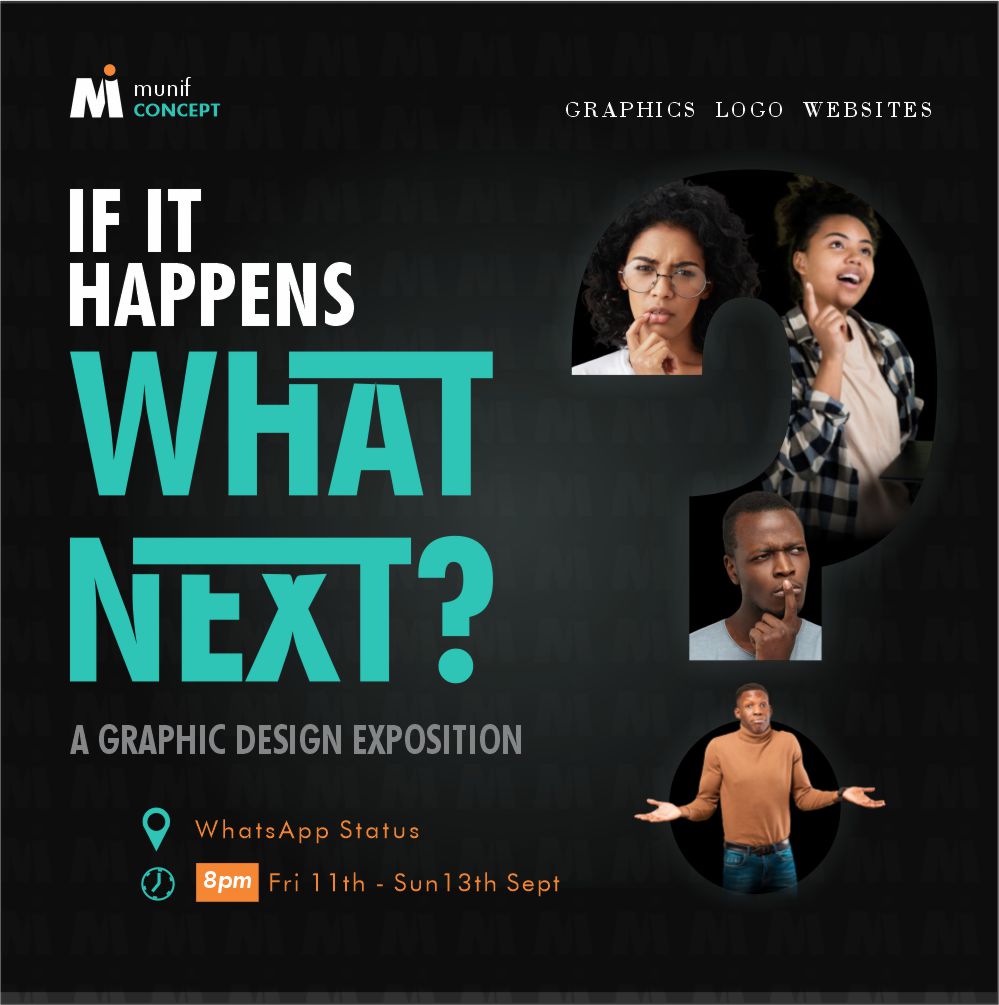 munif
CONCEPT
GRAPHICS LOGO WEBSITES
IF IT
HAPPENS
WHAT
NEXT?
A GRAPHIC DESIGN EXPOSITION
WhatsApp Status
8pm Fri 11th - Sun13th Sept